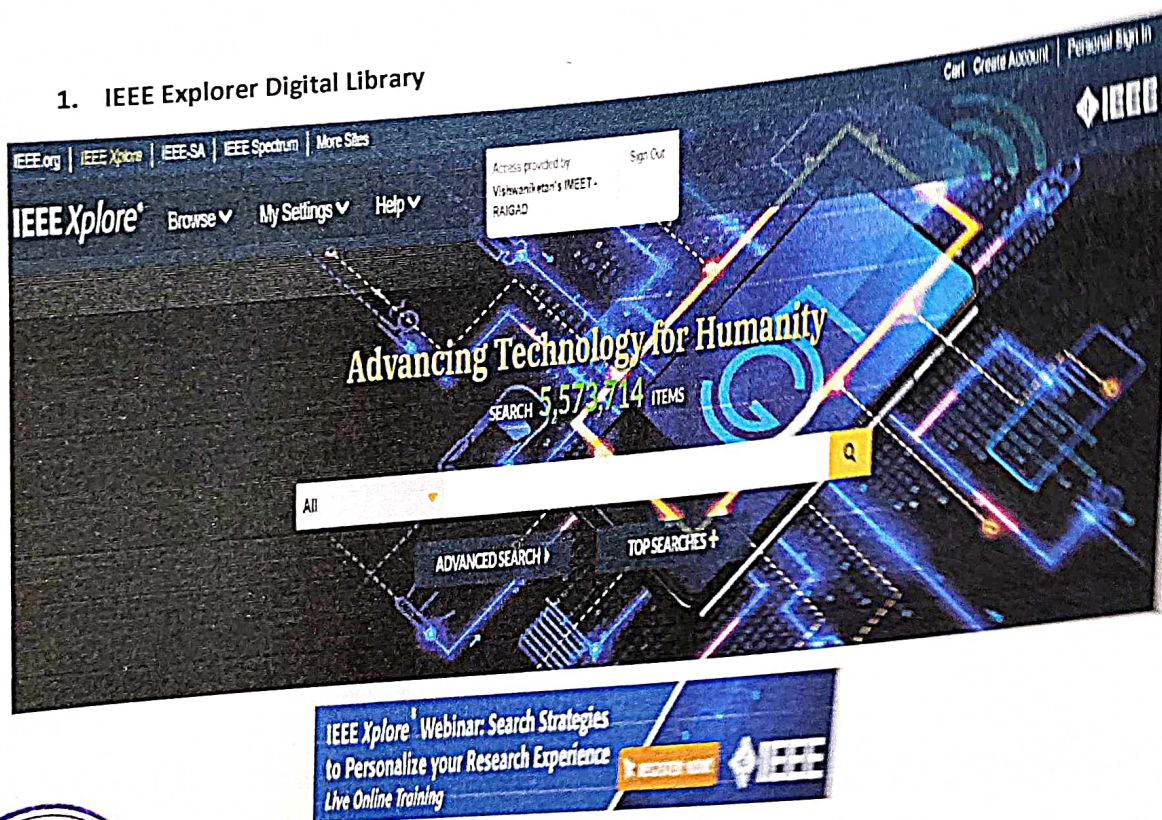 1. IEEE Explorer Digital Library
Cart Create Account | Personal Sign In
IEEE.org | IEEE Xplore | IEEE-SA | IEEE Spectrum | More Sites
IEEE
Access provided by Sign Out
Vishwaniketan's iMEET -
RAIGAD
IEEE Xplore® Browse My Settings Help
Advancing Technology for Humanity
SEARCH 5,573,714 ITEMS
All
ADVANCED SEARCH
TOP SEARCHES +
IEEE Xplore® Webinar: Search Strategies
to Personalize your Research Experience
Live Online Training
REGISTER NOW
IEEE